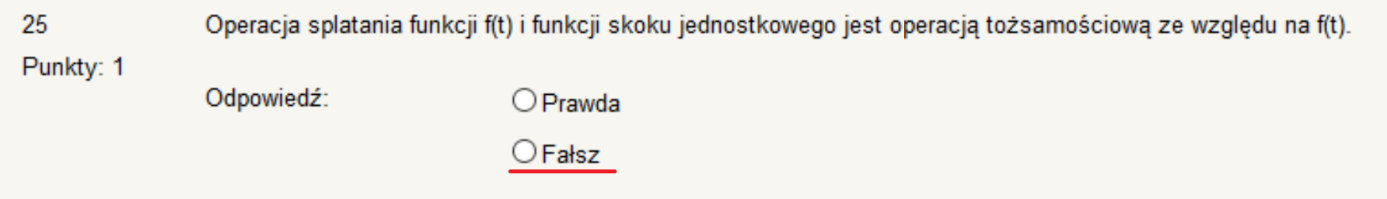 25 Operacja splatania funkcji f(t) i funkcji skoku jednostkowego jest operacją tożsamościową ze względu na f(t).
Punkty: 1
Odpowiedź: Prawda
Fałsz